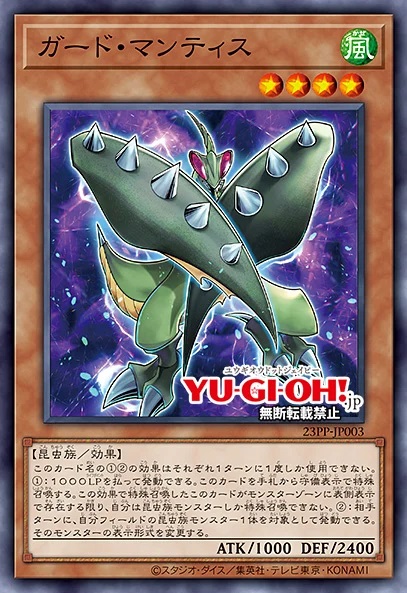 ガード・マンティス
風
ユウギオウドットジェイピー
YU-GI-OH!.jp
無断転載禁止
23PP-JP003
【昆虫族／効果】
このカード名の①②の効果はそれぞれ1ターンに1度しか使用できない。
①：1000LPを払って発動できる。このカードを手札から守備表示で特殊
召喚する。この効果で特殊召喚したこのカードがモンスターゾーンに表側表示
で存在する限り、自分は昆虫族モンスターしか特殊召喚できない。②：相手
ターンに、自分フィールドの昆虫族モンスター1体を対象として発動できる。
そのモンスターの表示形式を変更する。
ATK/1000 DEF/2400
©スタジオ・ダイス／集英社・テレビ東京・KONAMI